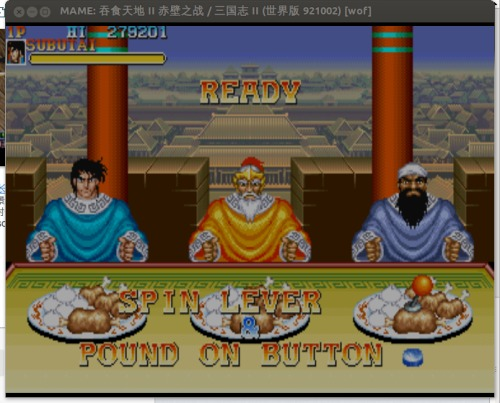 MAME: 吞食天地 II 赤壁之战 / 三国志 II (世界版 921002) [wof]
1P HI 279201
SUBUTAI
READY
SPIN LEVER
&
POUND ON BUTTON